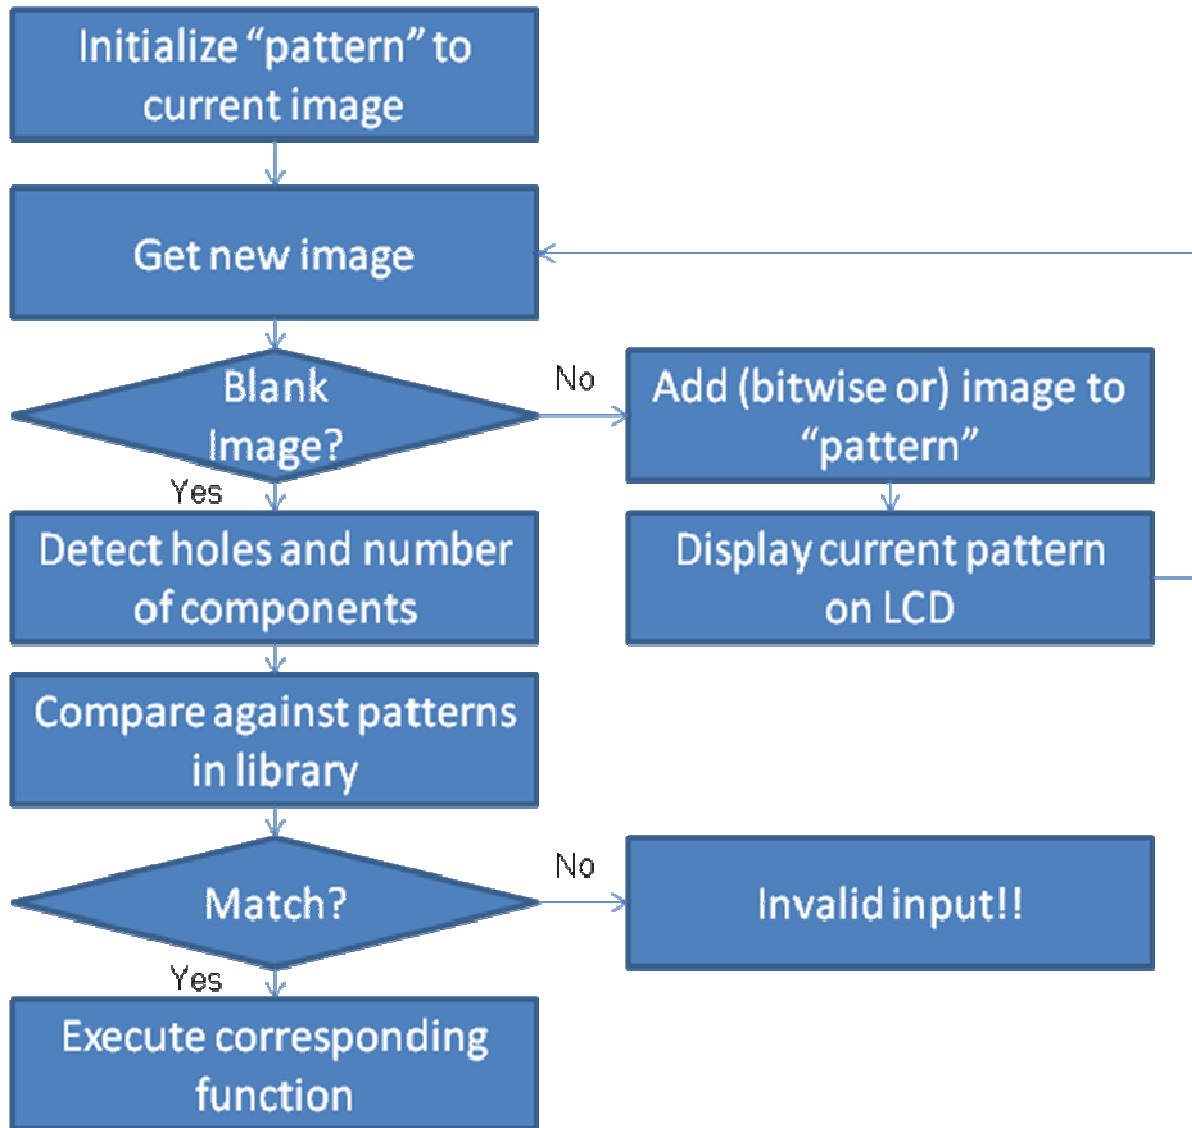 Initialize “pattern” to
current image
Get new image
Blank
Image?
No
Add (bitwise or) image to
“pattern”
Yes
Detect holes and number
of components
Display current pattern
on LCD
Compare against patterns
in library
Match?
No
Invalid input!!
Yes
Execute corresponding
function